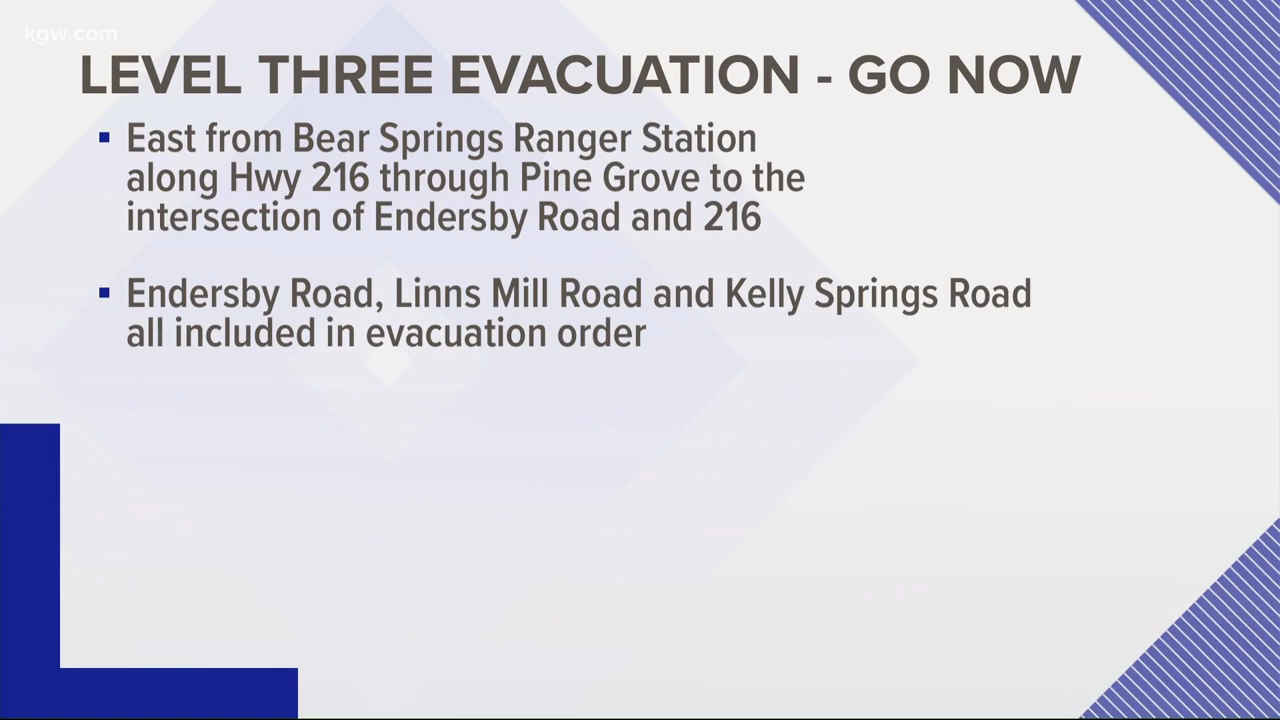 kgw.com
LEVEL THREE EVACUATION - GO NOW
▪ East from Bear Springs Ranger Station
along Hwy 216 through Pine Grove to the
intersection of Endersby Road and 216
▪ Endersby Road, Linns Mill Road and Kelly Springs Road
all included in evacuation order